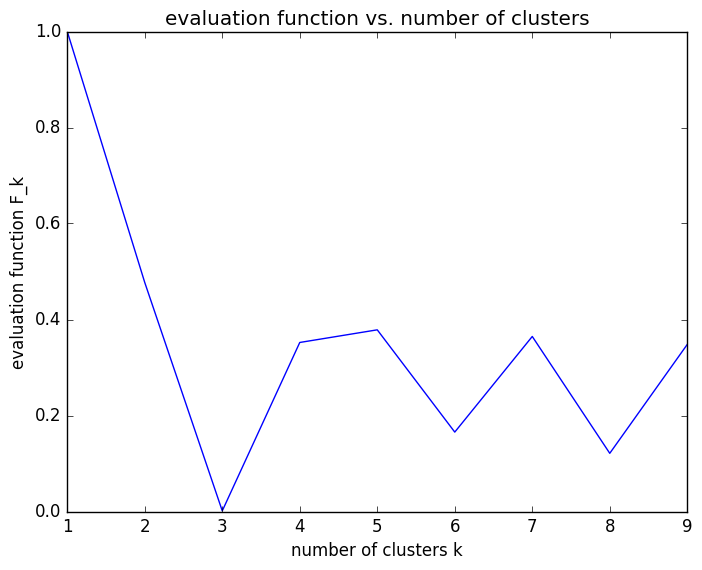 evaluation function vs. number of clusters
1.0
0.8
0.6
0.4
0.2
0.0
evaluation function F_k
1 2 3 4 5 6 7 8 9
number of clusters k